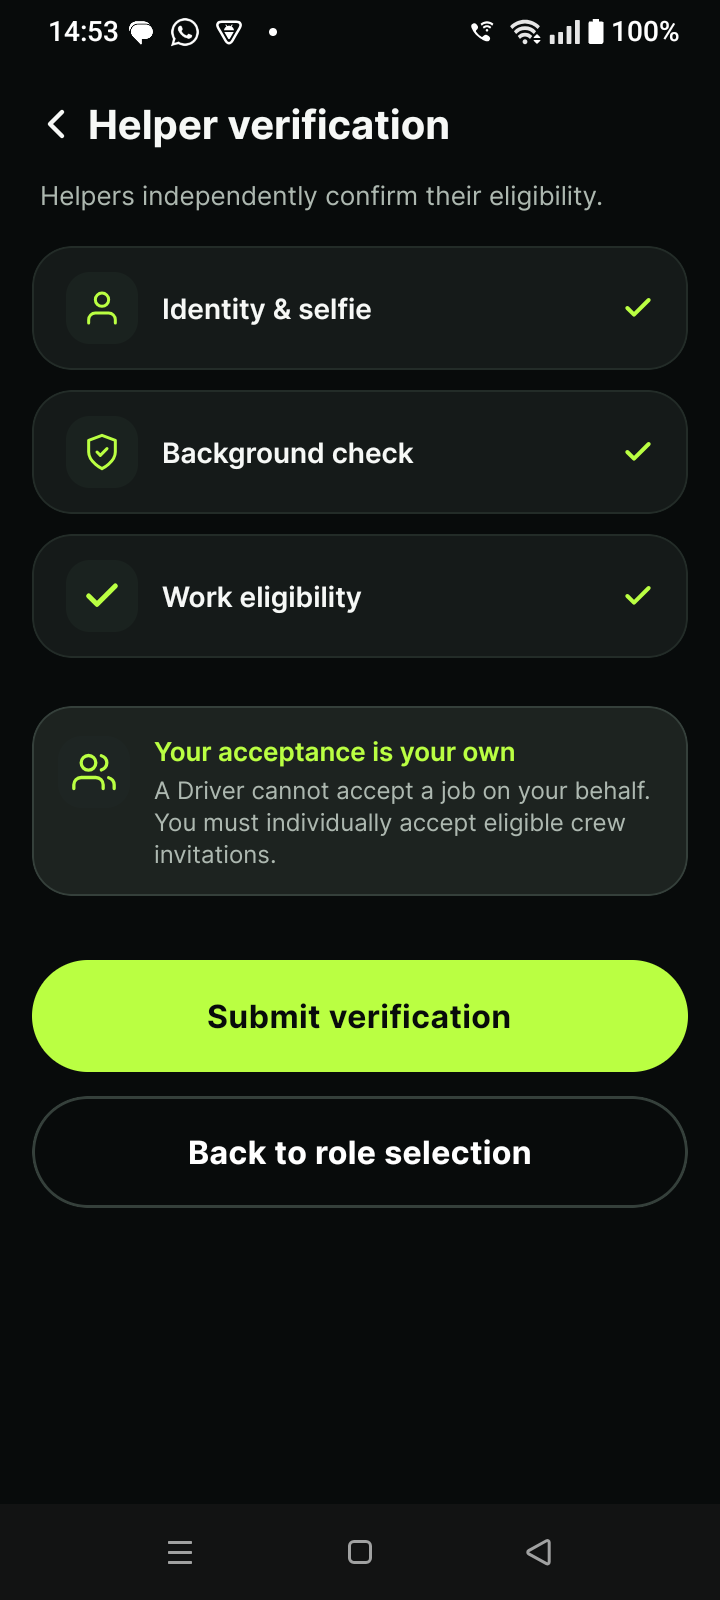 14:53
100%
Helper verification
Helpers independently confirm their eligibility.
Identity & selfie
Background check
Work eligibility
Your acceptance is your own
A Driver cannot accept a job on your behalf.
You must individually accept eligible crew
invitations.
Submit verification
Back to role selection